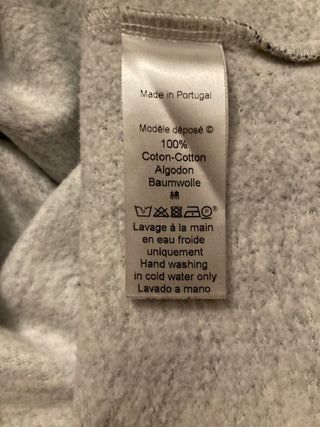 Made in Portugal
Modèle déposé ©
100%
Coton-Cotton
Algodon
Baumwolle
綿
Lavage à la main
en eau froide
uniquement
Hand washing
in cold water only
Lavado a mano